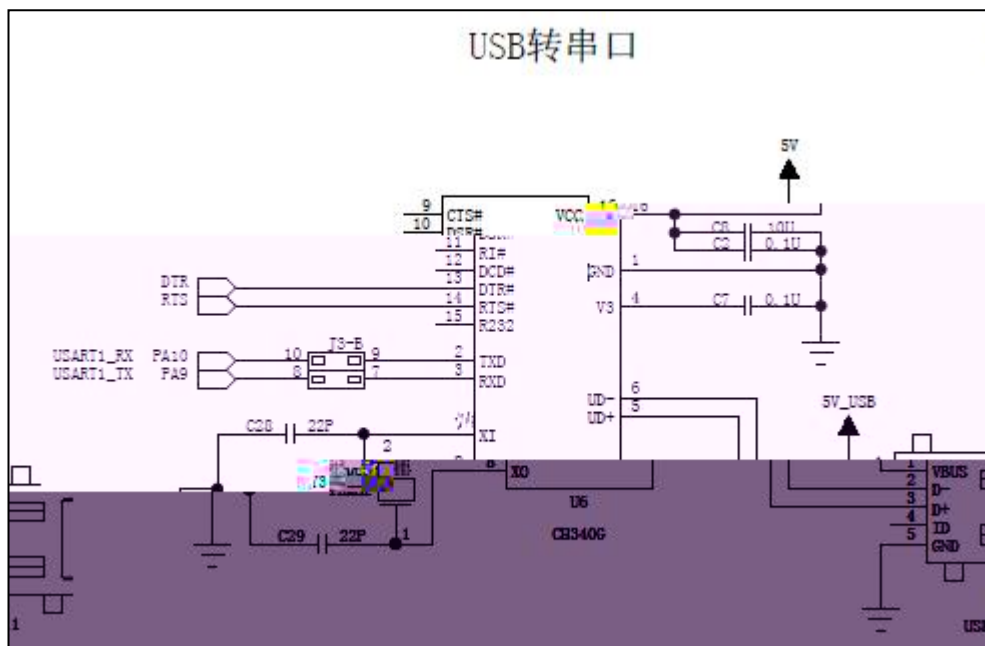 USB转串口
5V
9 CTS# VCC
10 DSR#
C8 10U
11 RI# C2 0.1U
12 DCD# GND 1
DTR 13 DTR#
RTS 14 RTS# V3 4 C7 0.1U
15 R232
J3-B
USART1_RX PA10 10 9 2 TXD
USART1_TX PA9 8 7 3 RXD
UD- 6
UD+ 5
5V_USB
C28 22P XI
2
8 XO
1 VBUS
2 D-
U6
3 D+
4 ID
C29 22P 1 CH340G
5 GND
1